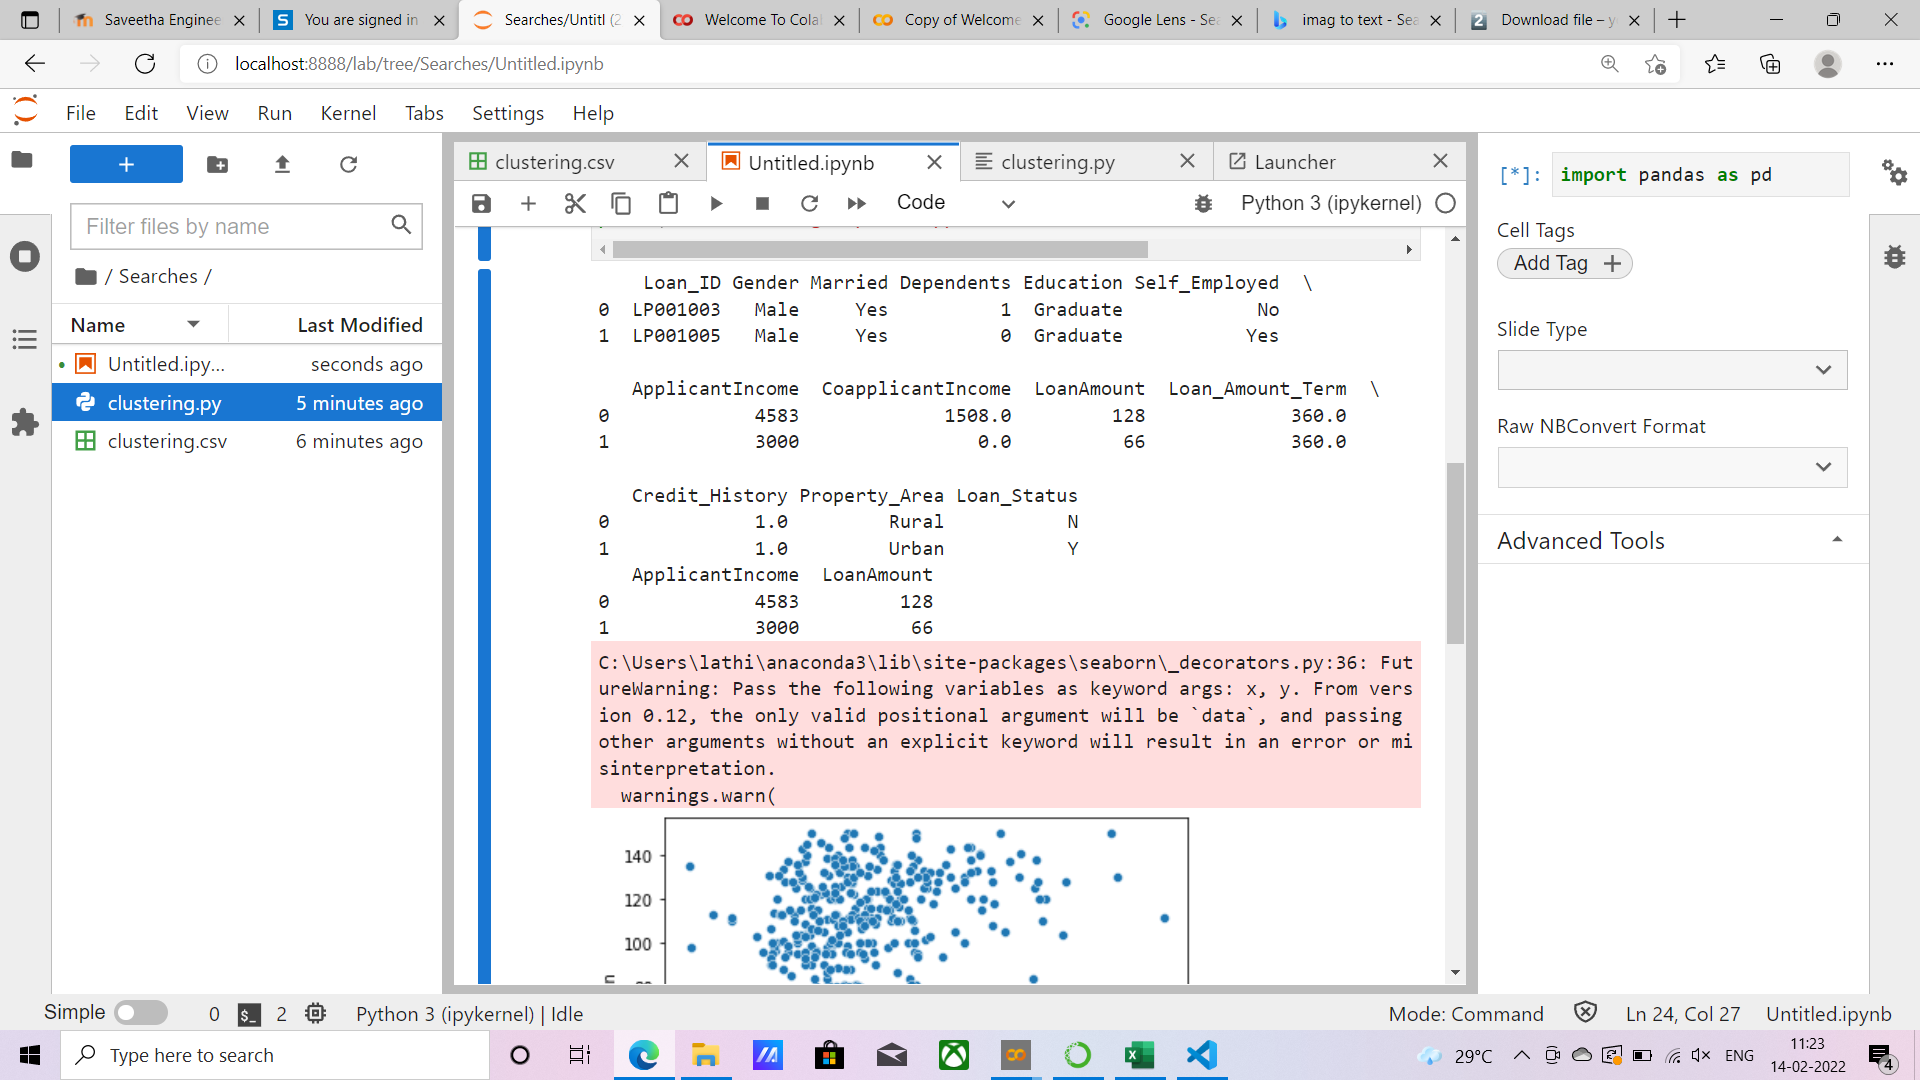 Saveetha Enginee
You are signed in
Searches/Untitl (2
Welcome To Colal
Copy of Welcome
Google Lens - Sea
imag to text - Sea
Download file – y
localhost:8888/lab/tree/Searches/Untitled.ipynb
File Edit View Run Kernel Tabs Settings Help
clustering.csv
Untitled.ipynb
clustering.py
Launcher
Code
Python 3 (ipykernel)
Filter files by name
/ Searches /
Name Last Modified
Untitled.ipy... seconds ago
clustering.py 5 minutes ago
clustering.csv 6 minutes ago
Loan_ID Gender Married Dependents Education Self_Employed \
0 LP001003 Male Yes 1 Graduate No
1 LP001005 Male Yes 0 Graduate Yes
ApplicantIncome CoapplicantIncome LoanAmount Loan_Amount_Term \
0 4583 1508.0 128 360.0
1 3000 0.0 66 360.0
Credit_History Property_Area Loan_Status
0 1.0 Rural N
1 1.0 Urban Y
ApplicantIncome LoanAmount
0 4583 128
1 3000 66
C:\Users\lathi\anaconda3\lib\site-packages\seaborn\_decorators.py:36: Fut
ureWarning: Pass the following variables as keyword args: x, y. From vers
ion 0.12, the only valid positional argument will be `data`, and passing
other arguments without an explicit keyword will result in an error or mi
sinterpretation.
warnings.warn(
140
120
100
[*]: import pandas as pd
Cell Tags
Add Tag +
Slide Type
Raw NBConvert Format
Advanced Tools
Simple 0 $_ 2 Python 3 (ipykernel) | Idle
Mode: Command Ln 24, Col 27 Untitled.ipynb
Type here to search
29°C
ENG
11:23
14-02-2022
4